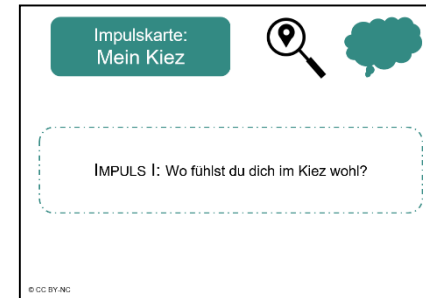 Impulskarte:
Mein Kiez
IMPULS I: Wo fühlst du dich im Kiez wohl?
© CC BY-NC